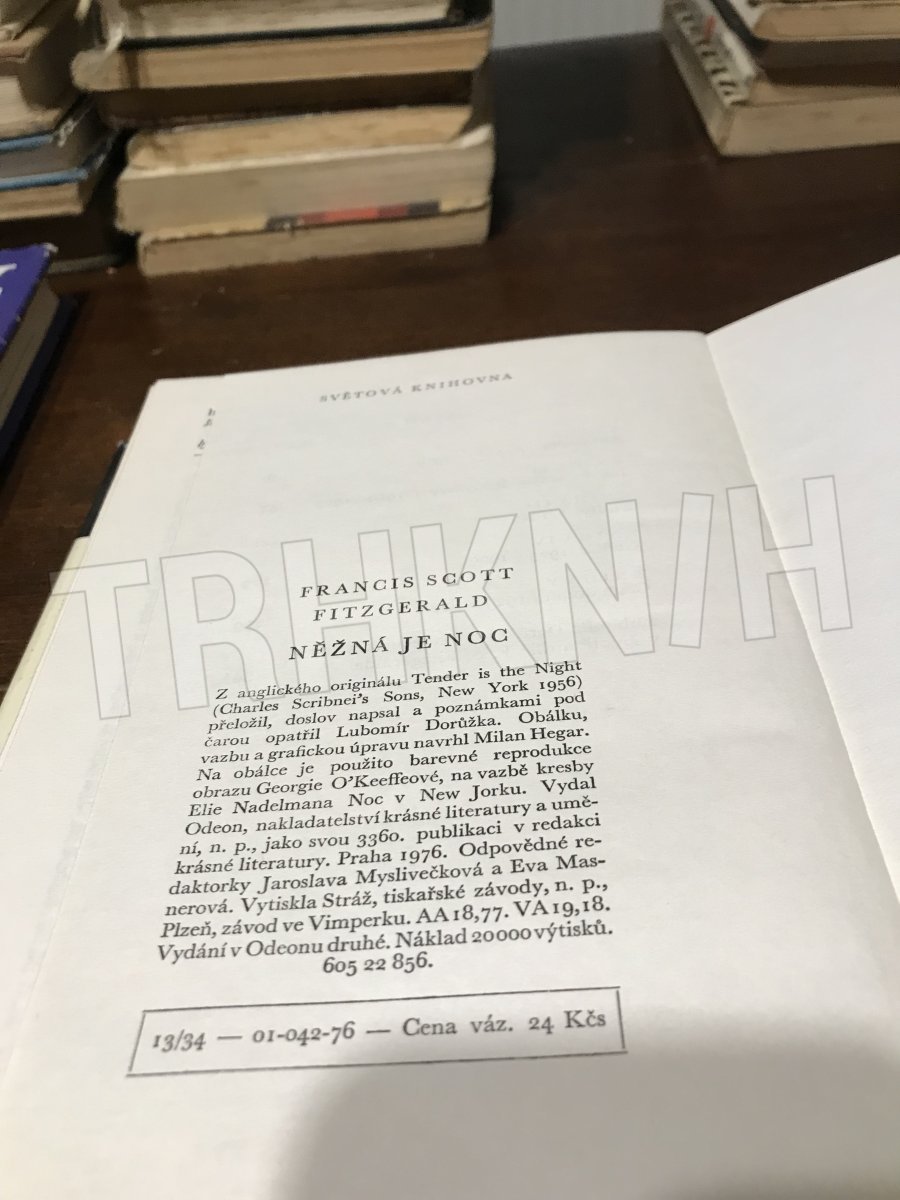 SVĚTOVÁ KNIHOVNA
TRHKNIH
FRANCIS SCOTT
FITZGERALD
NĚŽNÁ JE NOC
Z anglického originálu Tender is the Night
(Charles Scribnei's Sons, New York 1956)
přeložil, doslov napsal a poznámkami pod
čarou opatřil Lubomír Dorůžka. Obálku,
vazbu a grafickou úpravu navrhl Milan Hegar.
Na obálce je použito barevné reprodukce
obrazu Georgie O'Keeffeové, na vazbě kresby
Elie Nadelmana Noc v New Jorku. Vydal
Odeon, nakladatelství krásné literatury a umě-
ní, n. p., jako svou 3360. publikaci v redakci
krásné literatury. Praha 1976. Odpovědné re-
daktorky Jaroslava Myslivečková a Eva Mas-
nerová. Vytiskla Stráž, tiskařské závody, n. p.,
Plzeň, závod ve Vimperku. AA 18,77. VA 19,18.
Vydání v Odeonu druhé. Náklad 20000 výtisků.
605 22 856.
13/34 — 01-042-76 — Cena váz. 24 Kčs